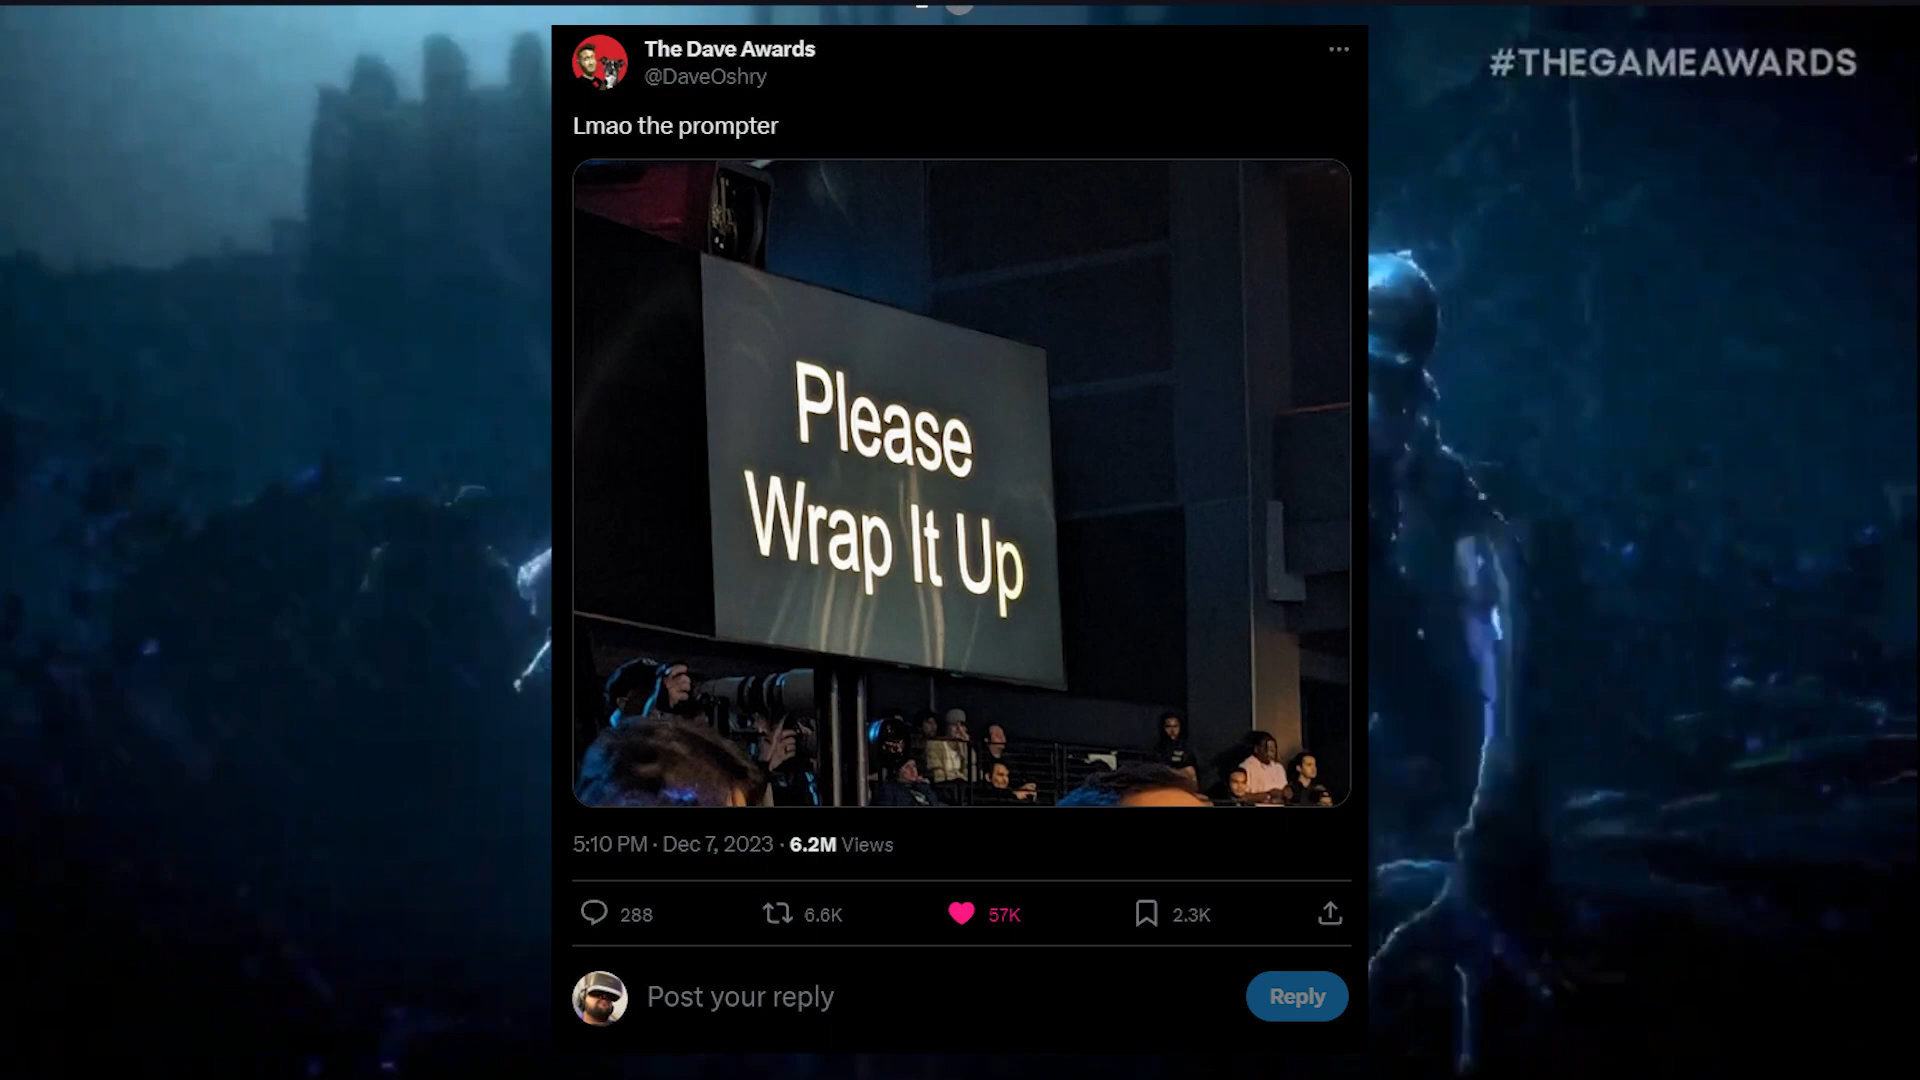 #THEGAMEAWARDS
The Dave Awards
@DaveOshry
Lmao the prompter
Please
Wrap It Up
5:10 PM · Dec 7, 2023 · 6.2M Views
288 6.6K 57K 2.3K
Post your reply Reply